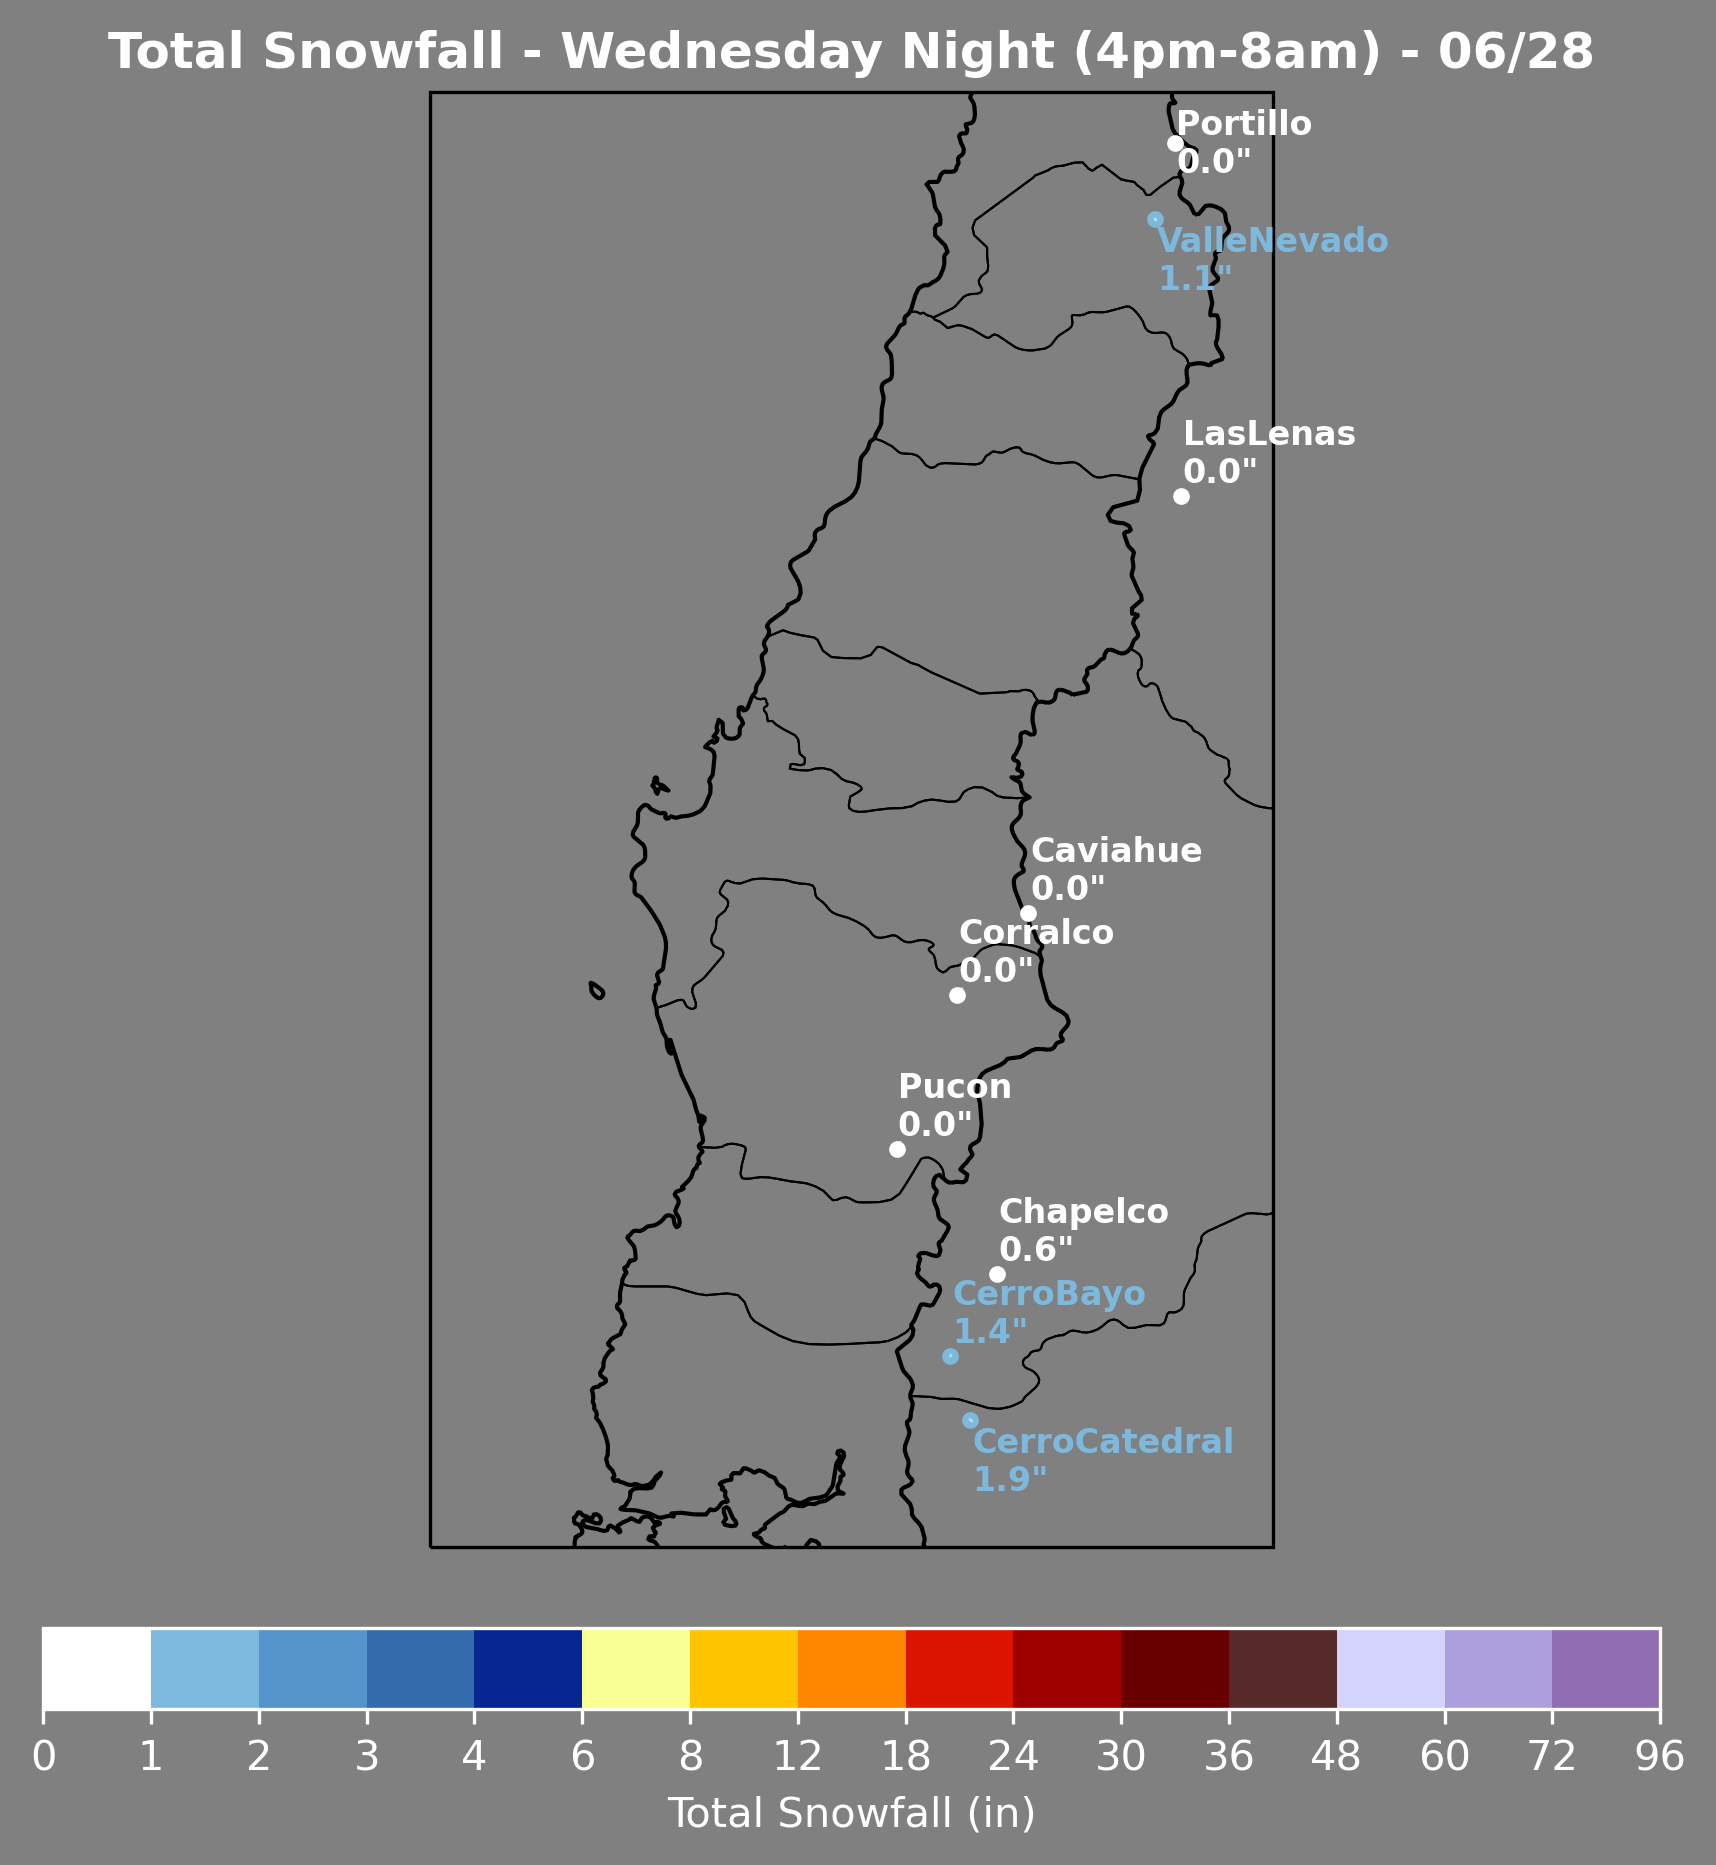 Total Snowfall - Wednesday Night (4pm-8am) - 06/28
Portillo
0.0"
ValleNevado
1.1"
LasLenas
0.0"
Caviahue
0.0"
Corralco
0.0"
Pucon
0.0"
Chapelco
0.6"
CerroBayo
1.4"
CerroCatedral
1.9"
0 1 2 3 4 6 8 12 18 24 30 36 48 60 72 96
Total Snowfall (in)